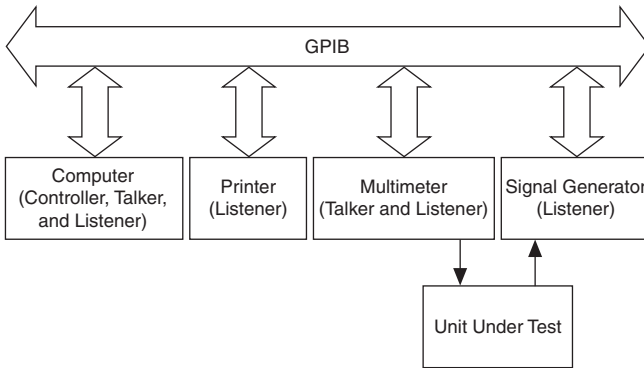 GPIB
Computer
(Controller, Talker,
and Listener)
Printer
(Listener)
Multimeter
(Talker and Listener)
Signal Generator
(Listener)
Unit Under Test